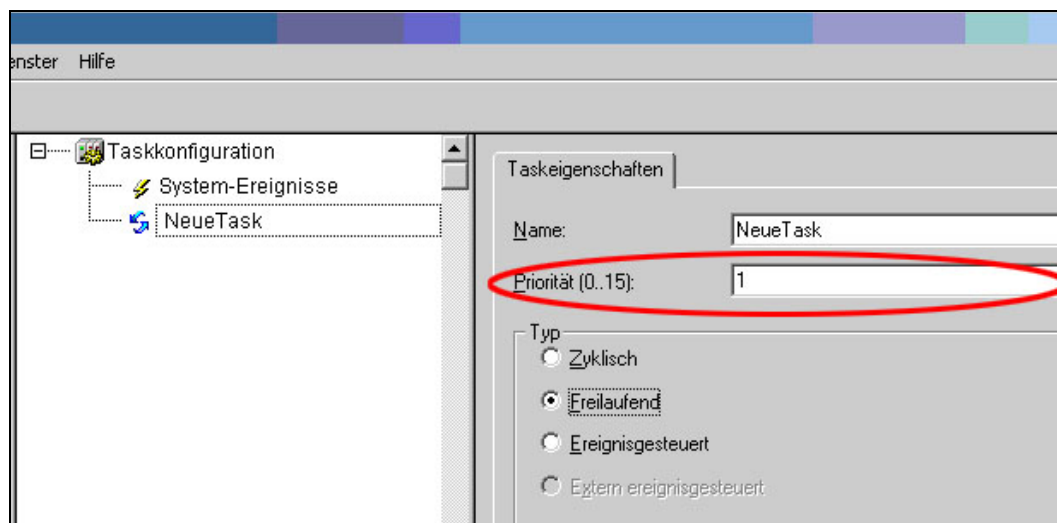 enster Hilfe
Taskkonfiguration
System-Ereignisse
NeueTask
Taskeigenschaften
Name: NeueTask
Priorität (0..15): 1
Typ
Zyklisch
Freilaufend
Ereignisgesteuert
Extern ereignisgesteuert